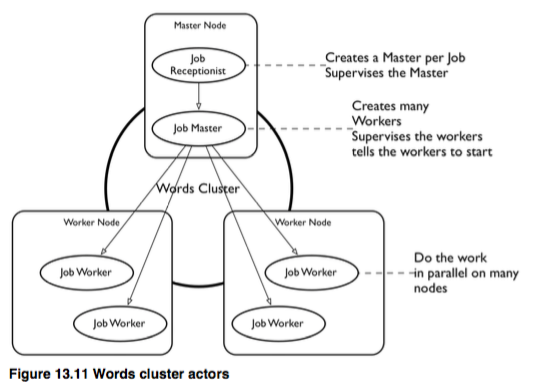 Master Node
Job
Receptionist
Creates a Master per Job
Supervises the Master
Job Master
Creates many
Workers
Supervises the workers
tells the workers to start
Words Cluster
Worker Node
Worker Node
Job Worker
Job Worker
Do the work
in parallel on many
nodes
Job Worker
Job Worker
Figure 13.11 Words cluster actors